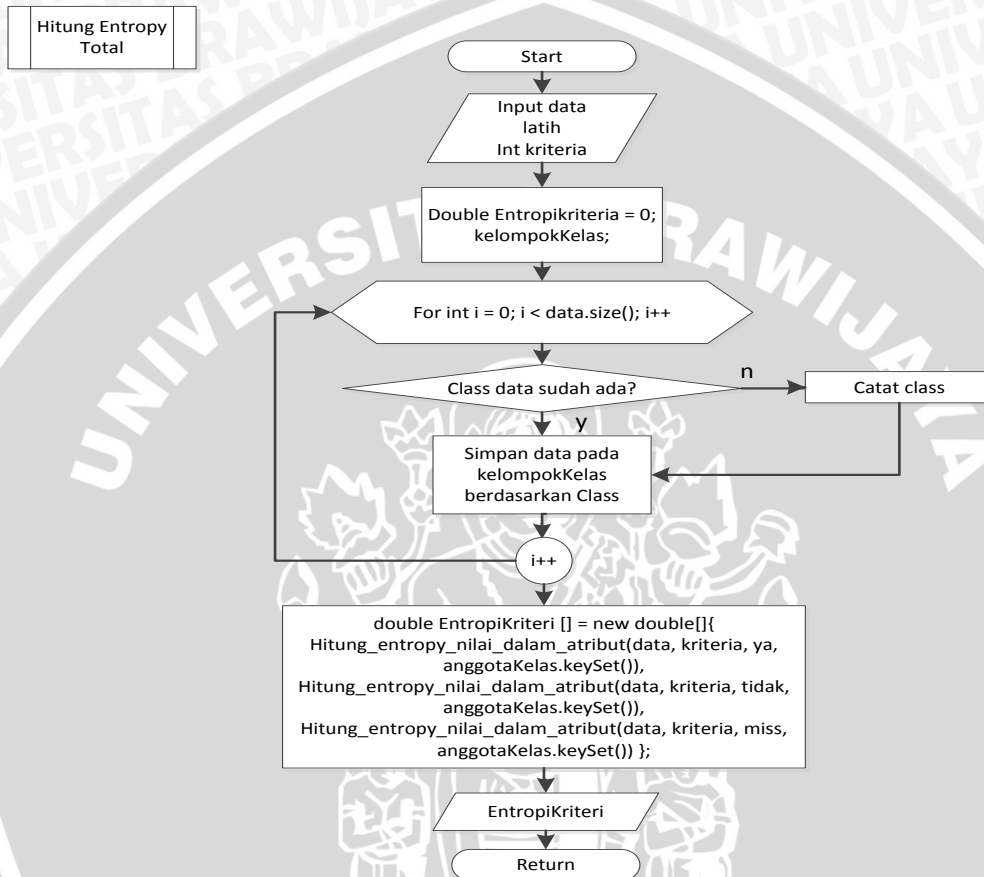 Hitung Entropy
Total
Start
Input data
latih
Int kriteria
Double Entropikriteria = 0;
kelompokKelas;
For int i = 0; i < data.size(); i++
Class data sudah ada?
n
Catat class
y
Simpan data pada
kelompokKelas
berdasarkan Class
i++
double EntropiKriteri [] = new double[]{
Hitung_entropy_nilai_dalam_atribut(data, kriteria, ya,
anggotaKelas.keySet()),
Hitung_entropy_nilai_dalam_atribut(data, kriteria, tidak,
anggotaKelas.keySet()),
Hitung_entropy_nilai_dalam_atribut(data, kriteria, miss,
anggotaKelas.keySet()) };
EntropiKriteri
Return
UNIVERSIT RAWIJAYA